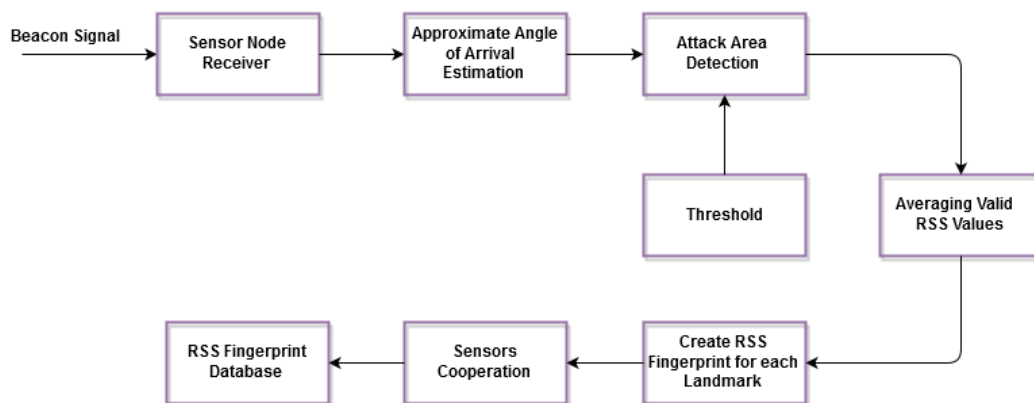 Beacon Signal
Sensor Node
Receiver
Approximate Angle
of Arrival
Estimation
Attack Area
Detection
Threshold
Averaging Valid
RSS Values
Create RSS
Fingerprint for each
Landmark
Sensors
Cooperation
RSS Fingerprint
Database